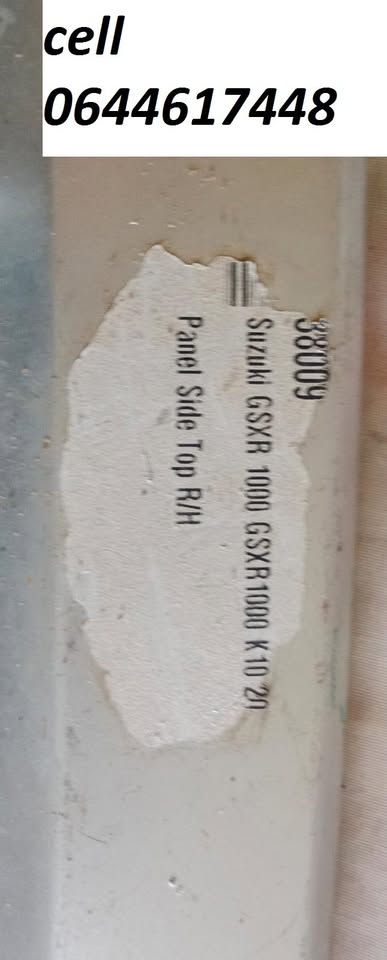 cell
0644617448
38009
Suzuki GSXR 1000 GSXR1000 K10 20
Panel Side Top R/H